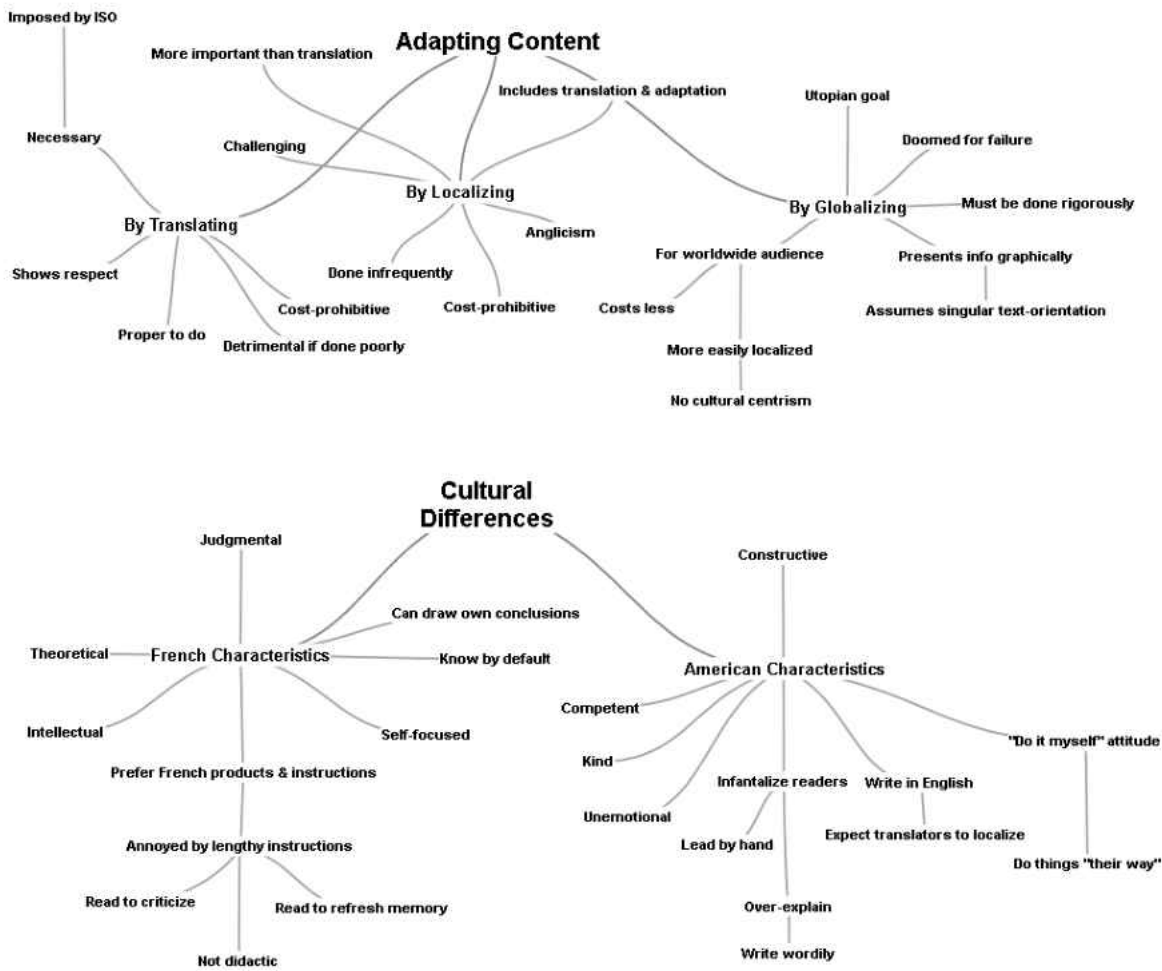 Imposed by ISO
Adapting Content
More important than translation
Includes translation & adaptation
Utopian goal
Necessary
Challenging
Doomed for failure
By Localizing
By Globalizing
Must be done rigorously
By Translating
Anglicism
For worldwide audience
Presents info graphically
Shows respect
Done infrequently
Cost-prohibitive
Cost-prohibitive
Costs less
Assumes singular text-orientation
Proper to do
Detrimental if done poorly
More easily localized
No cultural centrism
Cultural
Differences
Judgmental
Constructive
Can draw own conclusions
Theoretical
French Characteristics
Know by default
American Characteristics
Competent
Intellectual
Self-focused
"Do it myself" attitude
Kind
Prefer French products & instructions
Infantalize readers
Write in English
Unemotional
Expect translators to localize
Annoyed by lengthy instructions
Lead by hand
Do things "their way"
Read to criticize
Read to refresh memory
Over-explain
Not didactic
Write wordily